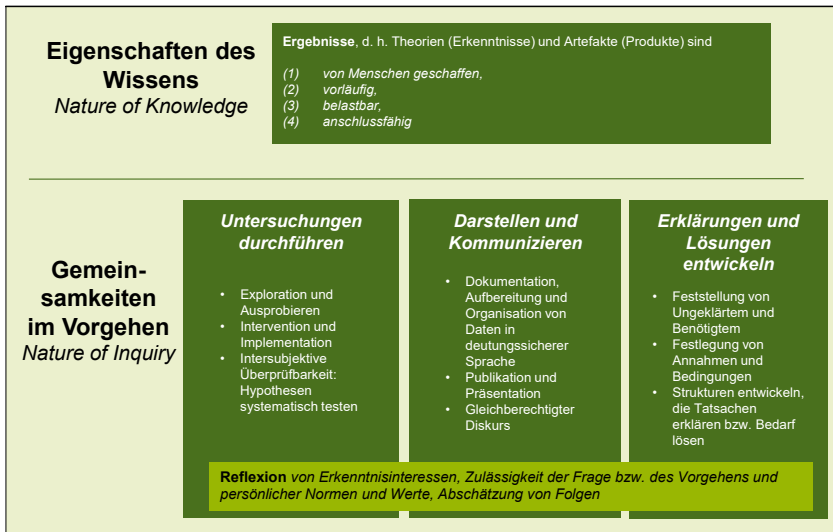 Eigenschaften des
Wissens
Nature of Knowledge
Ergebnisse, d. h. Theorien (Erkenntnisse) und Artefakte (Produkte) sind
(1) von Menschen geschaffen,
(2) vorläufig,
(3) belastbar,
(4) anschlussfähig
Gemein-
samkeiten
im Vorgehen
Nature of Inquiry
Untersuchungen
durchführen
• Exploration und
Ausprobieren
• Intervention und
Implementation
• Intersubjektive
Überprüfbarkeit:
Hypothesen
systematisch testen
Darstellen und
Kommunizieren
• Dokumentation,
Aufbereitung und
Organisation von
Daten in
deutungssicherer
Sprache
• Publikation und
Präsentation
• Gleichberechtigter
Diskurs
Erklärungen und
Lösungen
entwickeln
• Feststellung von
Ungeklärtem und
Benötigtem
• Festlegung von
Annahmen und
Bedingungen
• Strukturen entwickeln,
die Tatsachen
erklären bzw. Bedarf
lösen
Reflexion von Erkenntnisinteressen, Zulässigkeit der Frage bzw. des Vorgehens und
persönlicher Normen und Werte, Abschätzung von Folgen